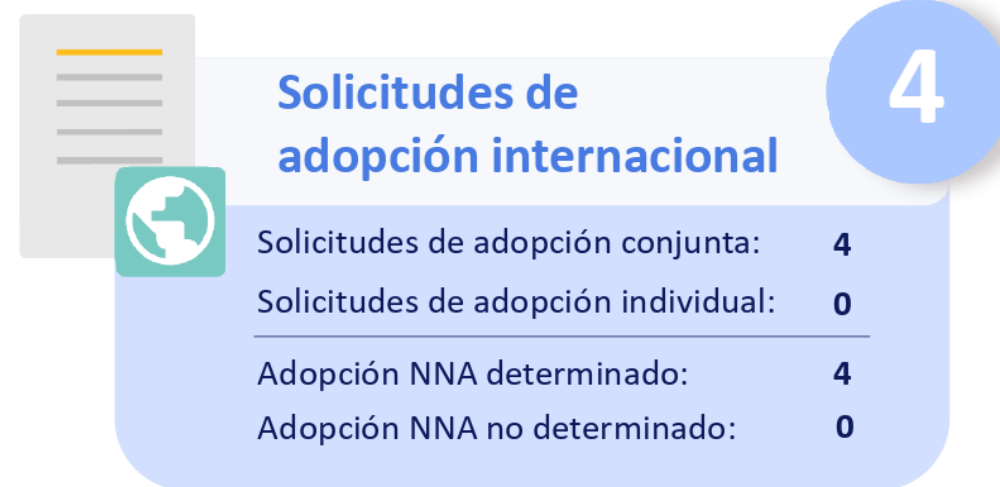 4
Solicitudes de
adopción internacional
Solicitudes de adopción conjunta: 4
Solicitudes de adopción individual: 0
Adopción NNA determinado: 4
Adopción NNA no determinado: 0